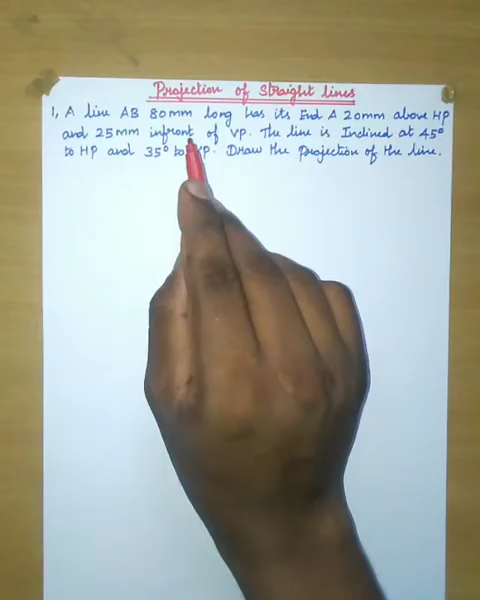 Projection of Straight lines
1, A line AB 80mm long has its End A 20mm above HP
and 25mm infront of VP. The line is Inclined at 45°
to HP and 35° to VP. Draw the Projection of the line.